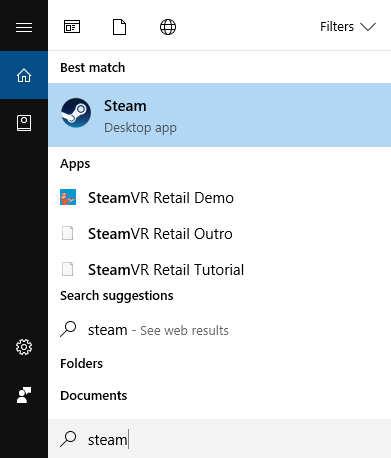 Filters
Best match
Steam
Desktop app
Apps
SteamVR Retail Demo
SteamVR Retail Outro
SteamVR Retail Tutorial
Search suggestions
steam - See web results
Folders
Documents
steam